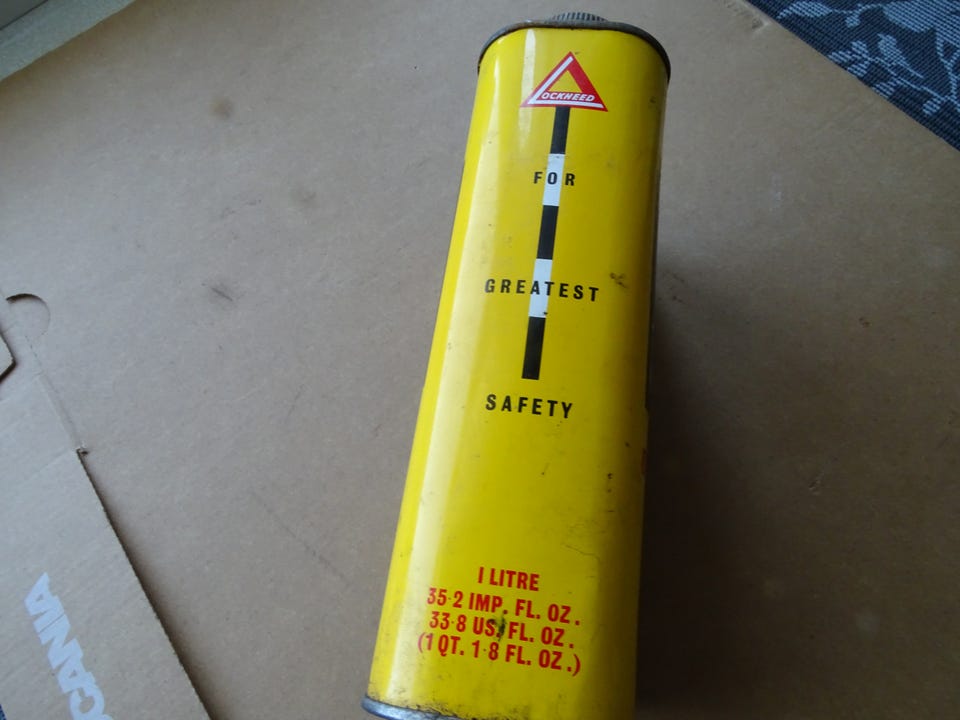 LOCKHEED
FOR
GREATEST
SAFETY
1 LITRE
35·2 IMP. FL. OZ.
33·8 US. FL. OZ.
(1 QT. 1·8 FL. OZ.)
SCANIA